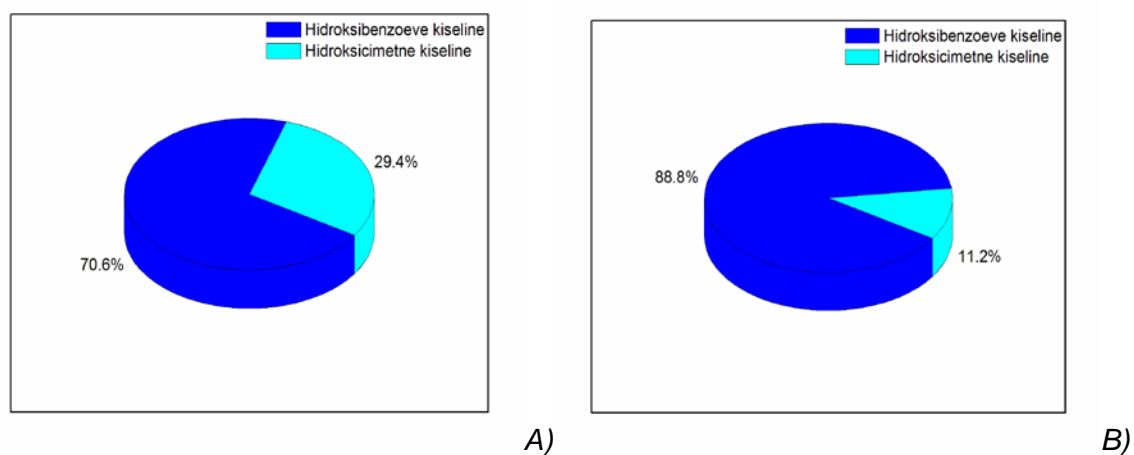 Hidroksibenzoeve kiseline
Hidroksicimetne kiseline
29.4%
70.6%
A)
Hidroksibenzoeve kiseline
Hidroksicimetne kiseline
88.8%
11.2%
B)